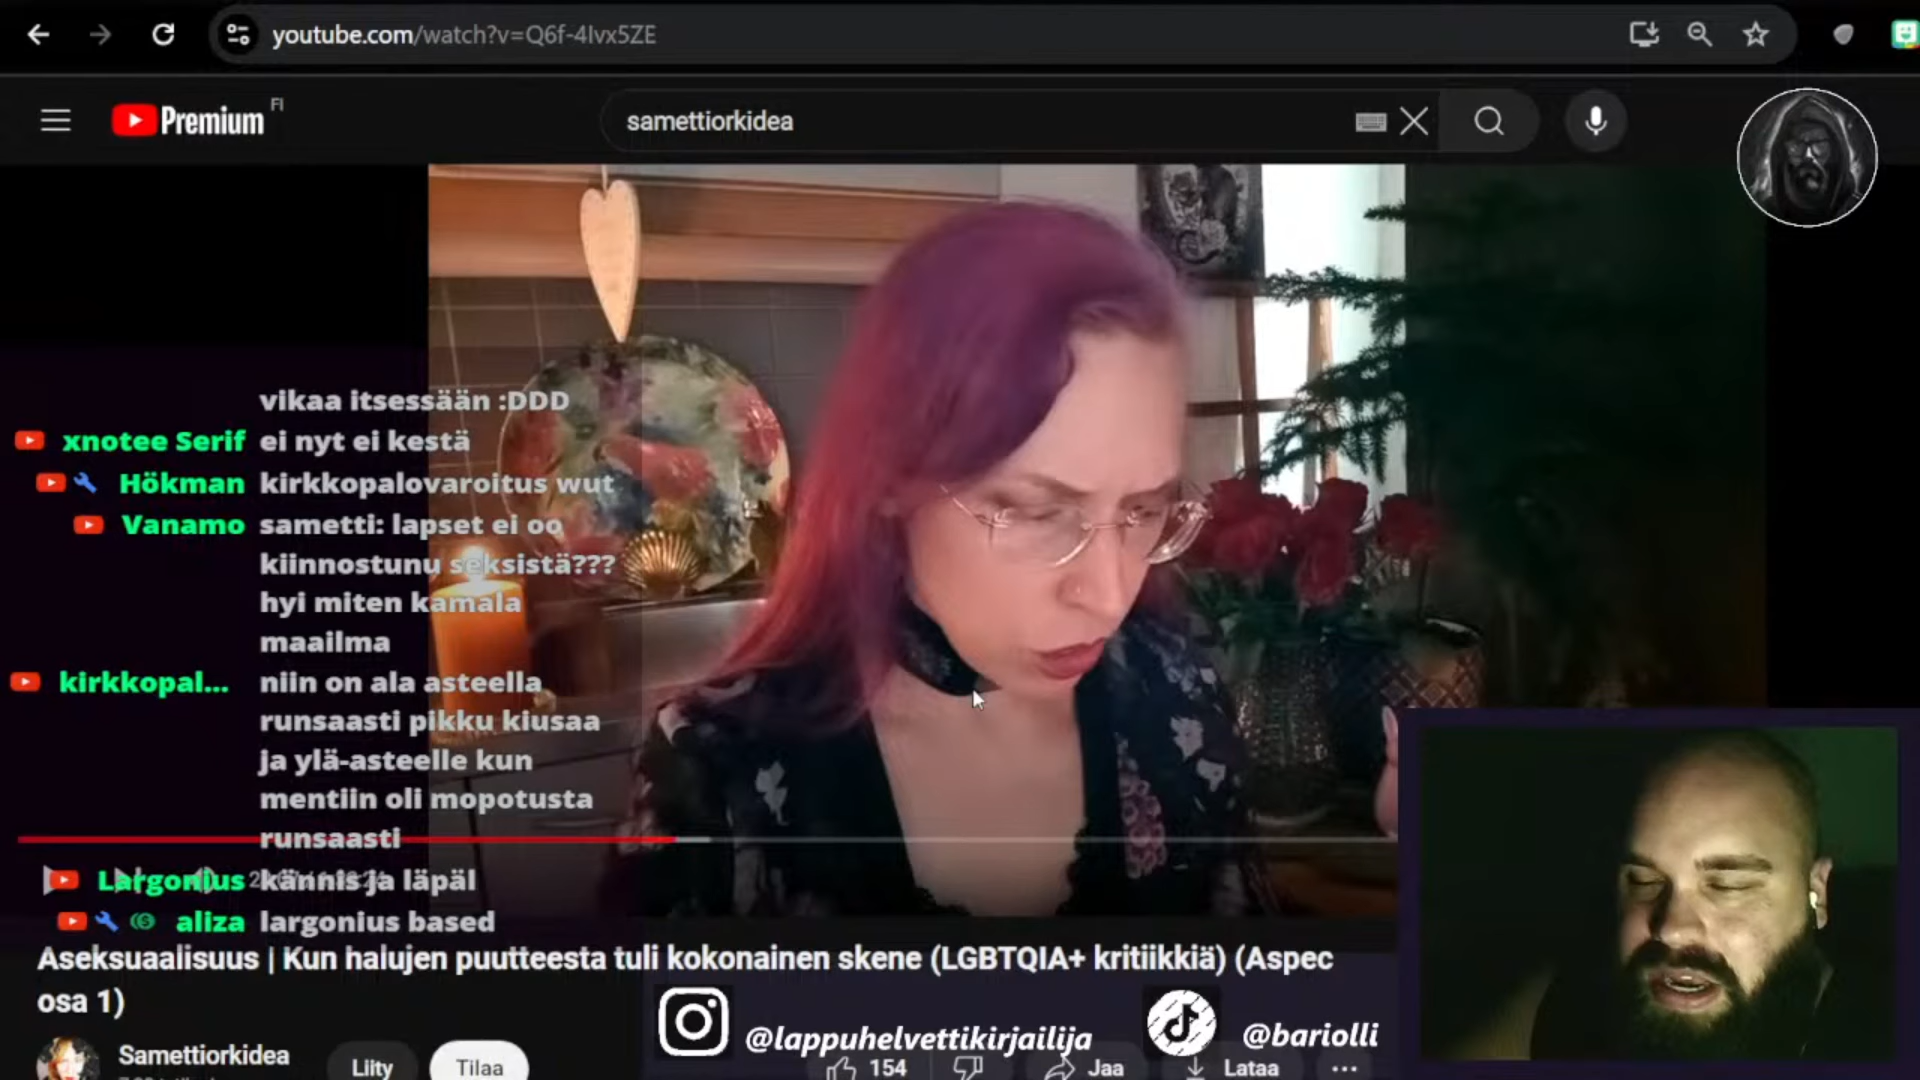 youtube.com/watch?v=Q6f-4lvx5ZE
Premium FI
samettiorkidea
vikaa itsessään :DDD
xnotee Serif ei nyt ei kestä
Hökman kirkkopalovaroitus wut
Vanamo sametti: lapset ei oo
kiinnostunu seksistä???
hyi miten kamala
maailma
kirkkopal... niin on ala asteella
runsaasti pikku kiusaa
ja ylä-asteelle kun
mentiin oli mopotusta
runsaasti
Largonius kännis ja läpäl
aliza largonius based
Aseksuaalisuus | Kun halujen puutteesta tuli kokonainen skene (LGBTQIA+ kritiikkiä) (Aspec
osa 1)
@lappuhelvettikirjailija
@bariolli
Samettiorkidea
Liity
Tilaa
154
Jaa
Lataa